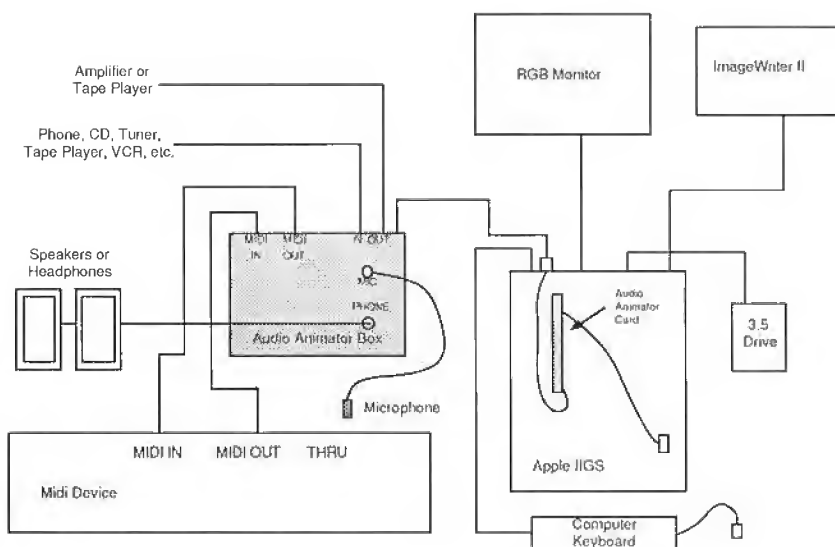 Amplifier or
Tape Player
Phone, CD, Tuner,
Tape Player, VCR, etc.
RGB Monitor
ImageWriter II
MIDI
IN
MIDI
OUT
IN OUT
MIC
PHONE
Audio Animator Box
Speakers or
Headphones
Audio
Animator
Card
3.5
Drive
Microphone
MIDI IN
MIDI OUT
THRU
Midi Device
Apple IIGS
Computer
Keyboard